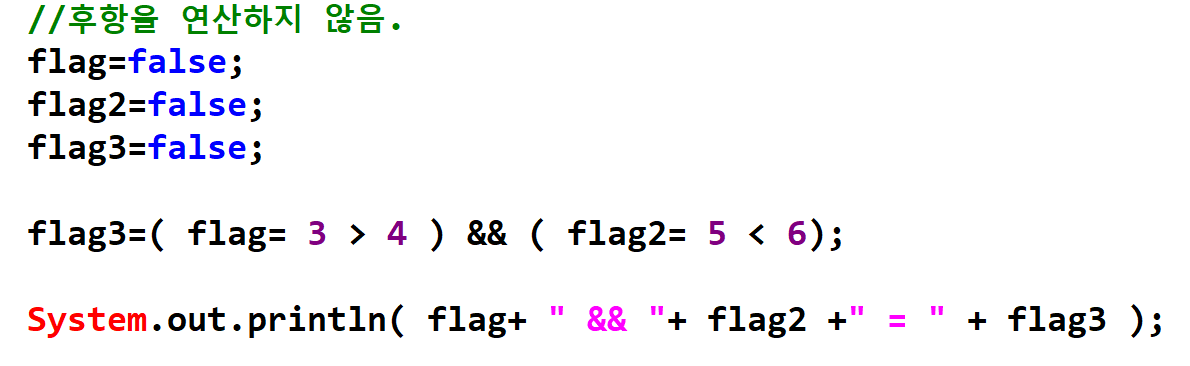 //후항을 연산하지 않음.
flag=false;
flag2=false;
flag3=false;
flag3=( flag= 3 > 4 ) && ( flag2= 5 < 6);
System.out.println( flag+ " && "+ flag2 +" = " + flag3 );